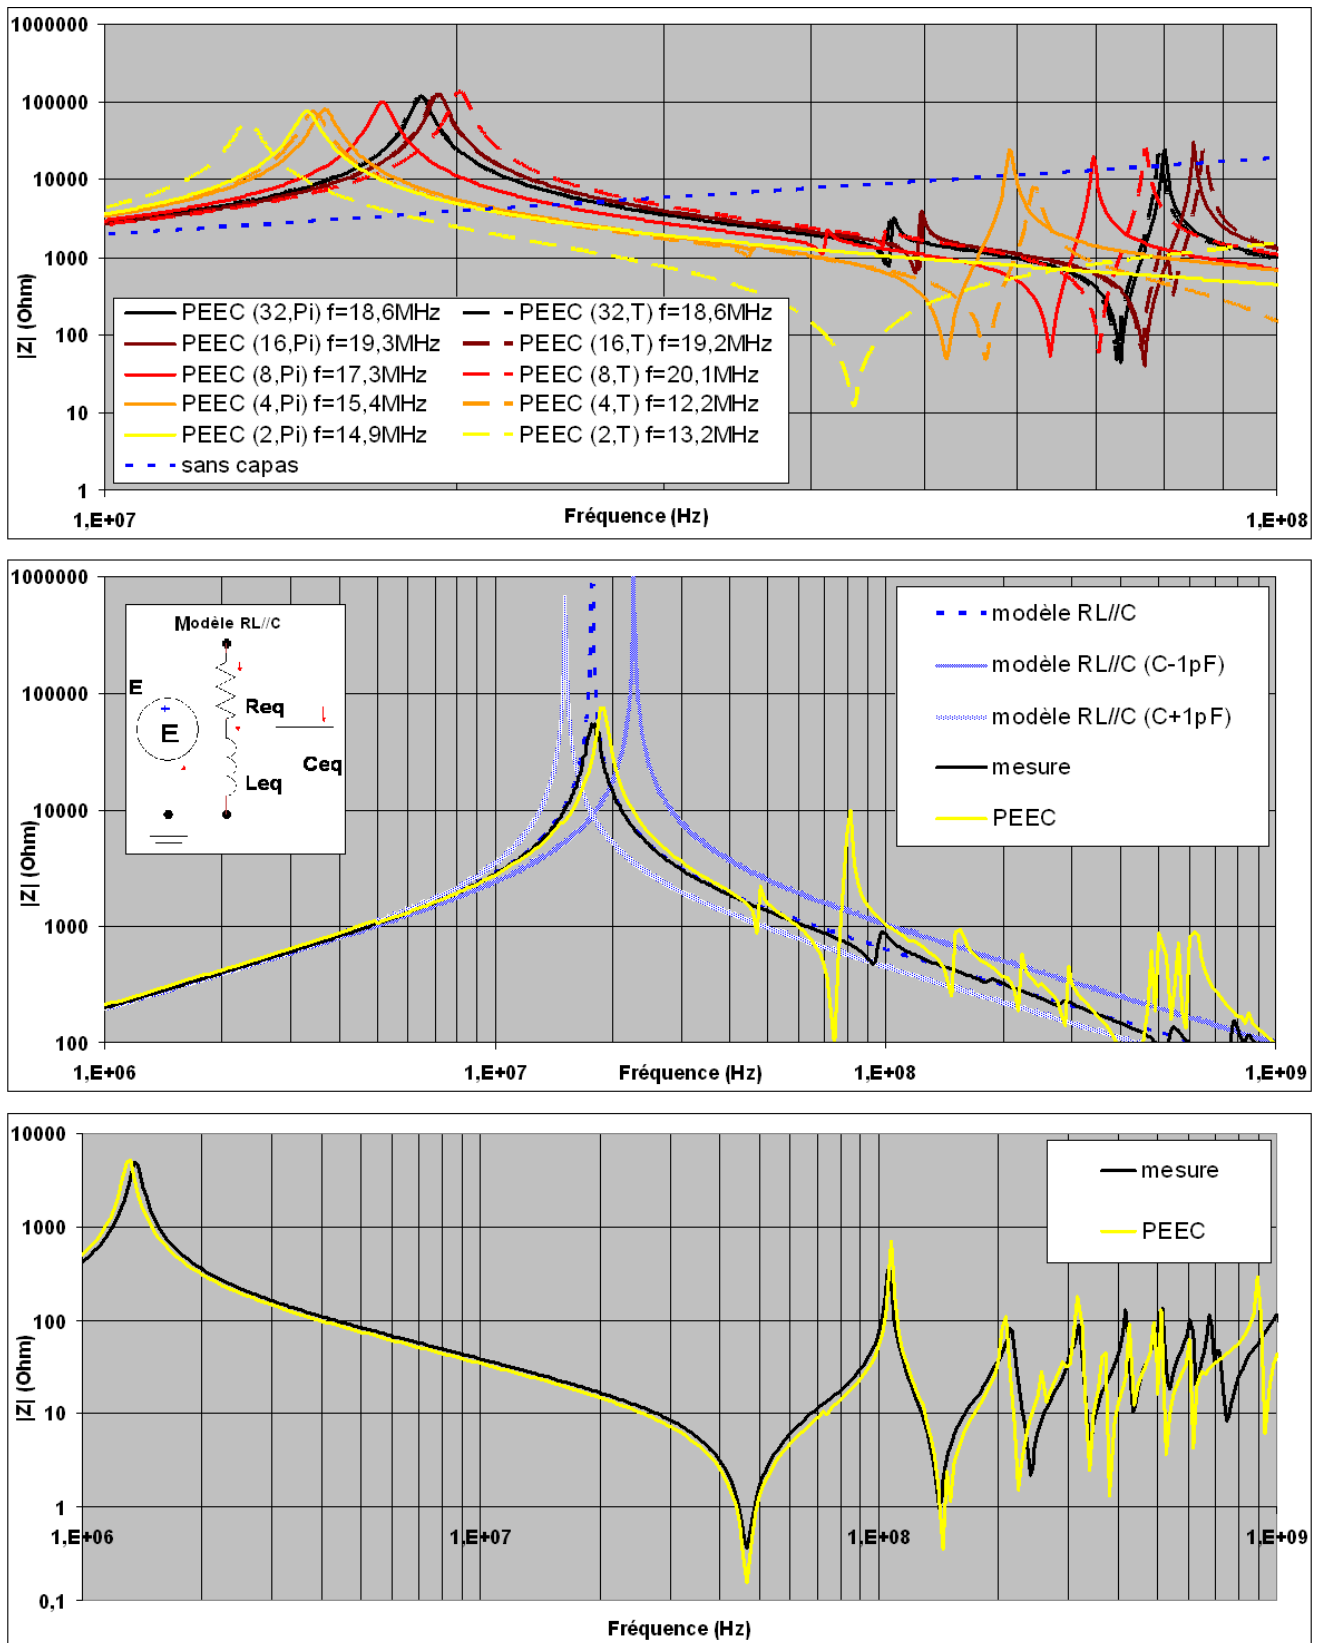 1000000
100000
10000
1000
100
10
1
|Z| (Ohm)
PEEC (32,Pi) f=18,6MHz
PEEC (32,T) f=18,6MHz
PEEC (16,Pi) f=19,3MHz
PEEC (16,T) f=19,2MHz
PEEC (8,Pi) f=17,3MHz
PEEC (8,T) f=20,1MHz
PEEC (4,Pi) f=15,4MHz
PEEC (4,T) f=12,2MHz
PEEC (2,Pi) f=14,9MHz
PEEC (2,T) f=13,2MHz
sans capas
1,E+07
Fréquence (Hz)
1,E+08
1000000
100000
10000
1000
100
|Z| (Ohm)
Modèle RL//C
E
E
Req
Leq
Ceq
modèle RL//C
modèle RL//C (C-1pF)
modèle RL//C (C+1pF)
mesure
PEEC
1,E+06
1,E+07
Fréquence (Hz)
1,E+08
1,E+09
10000
1000
100
10
1
0,1
|Z| (Ohm)
mesure
PEEC
1,E+06
1,E+07
1,E+08
1,E+09
Fréquence (Hz)